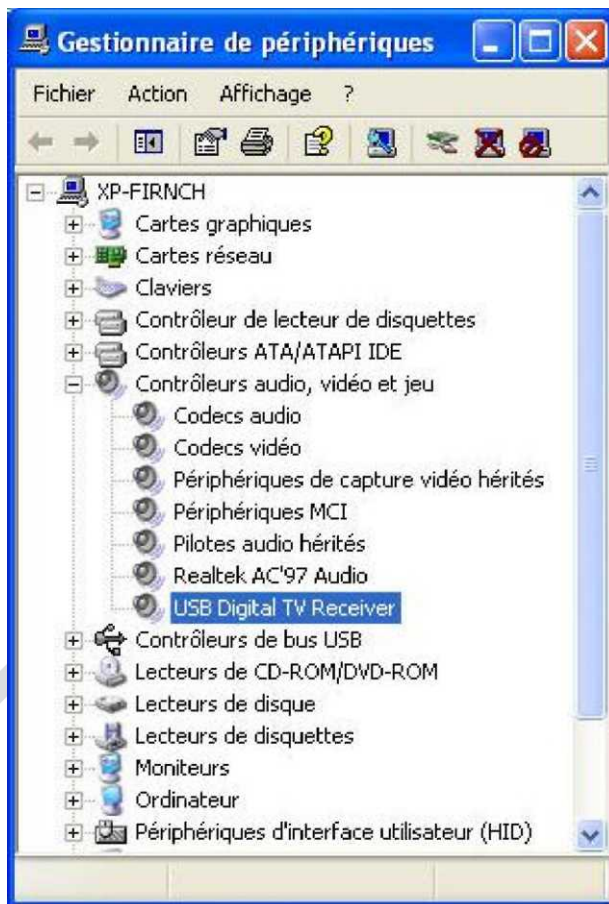 Gestionnaire de périphériques
Fichier Action Affichage ?
XP-FIRNCH
Cartes graphiques
Cartes réseau
Claviers
Contrôleur de lecteur de disquettes
Contrôleurs ATA/ATAPI IDE
Contrôleurs audio, vidéo et jeu
Codecs audio
Codecs vidéo
Périphériques de capture vidéo hérités
Périphériques MCI
Pilotes audio hérités
Realtek AC'97 Audio
USB Digital TV Receiver
Contrôleurs de bus USB
Lecteurs de CD-ROM/DVD-ROM
Lecteurs de disque
Lecteurs de disquettes
Moniteurs
Ordinateur
Périphériques d'interface utilisateur (HID)